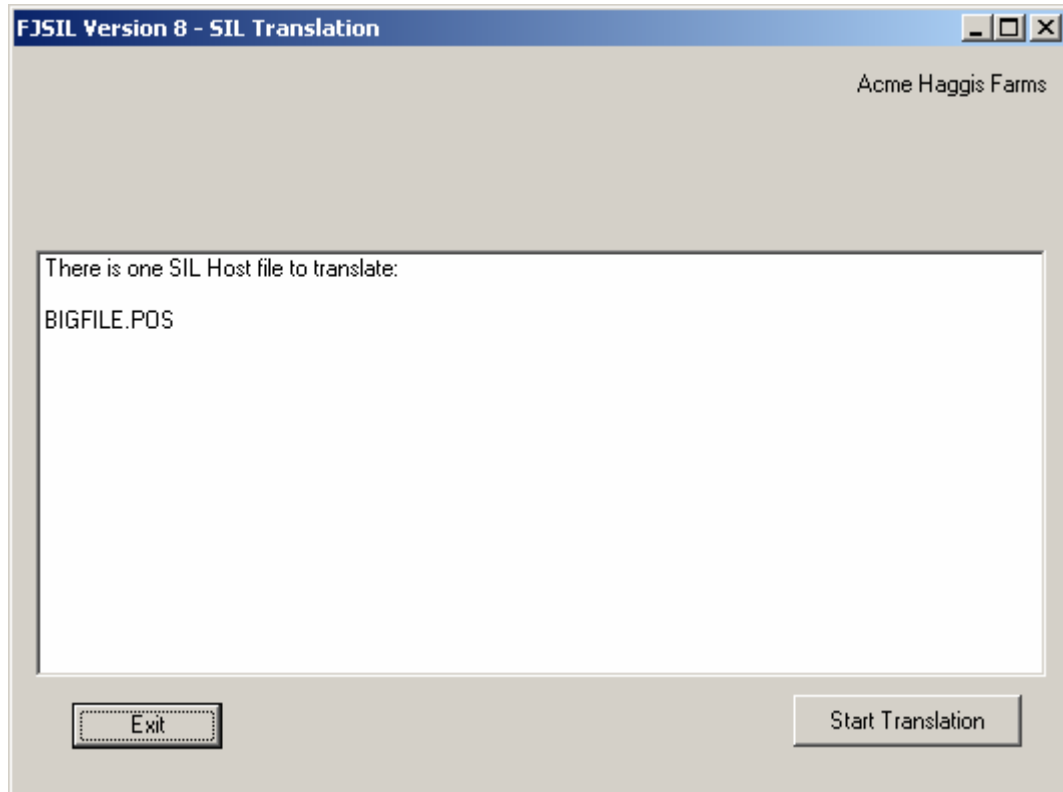 FJSIL Version 8 - SIL Translation
Acme Haggis Farms
There is one SIL Host file to translate:
BIGFILE.POS
Exit
Start Translation